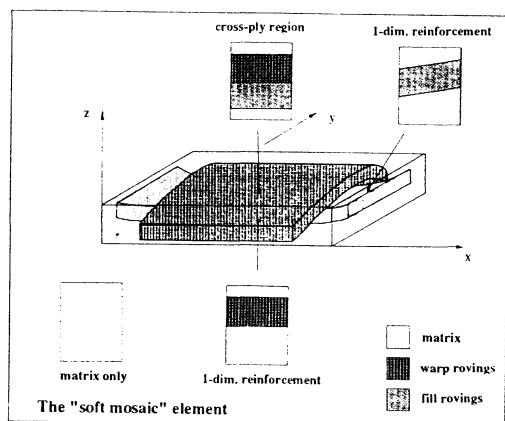 cross-ply region
1-dim. reinforcement
z
y
x
matrix only
1-dim. reinforcement
matrix
warp rovings
fill rovings
The "soft mosaic" element